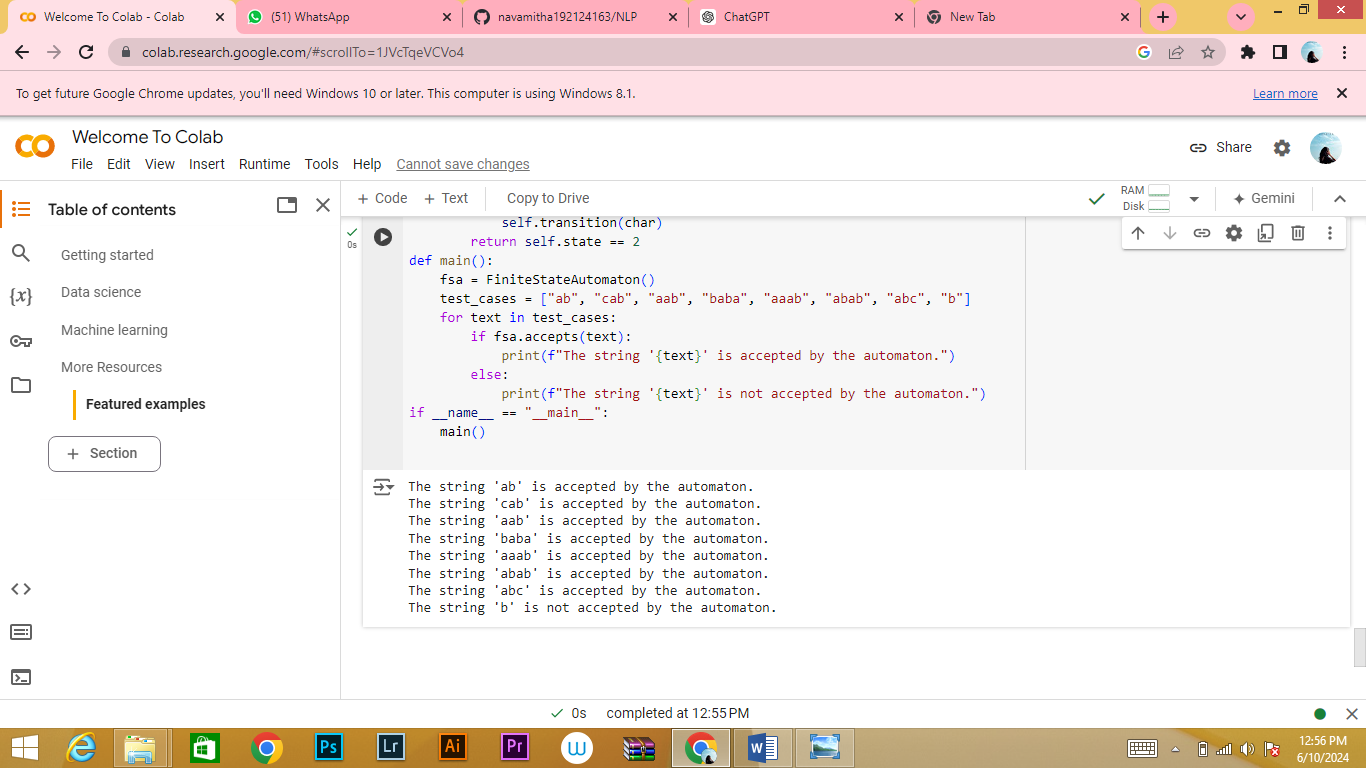 Welcome To Colab - Colab
(51) WhatsApp
navamitha192124163/NLP
ChatGPT
New Tab
colab.research.google.com/#scrollTo=1JVcTqeVCVo4
To get future Google Chrome updates, you'll need Windows 10 or later. This computer is using Windows 8.1.
Learn more
Welcome To Colab
File Edit View Insert Runtime Tools Help Cannot save changes
Share
Table of contents
Getting started
Data science
Machine learning
More Resources
Featured examples
+ Section
+ Code + Text Copy to Drive
RAM
Disk
Gemini
0s
self.transition(char)
        return self.state == 2
def main():
    fsa = FiniteStateAutomaton()
    test_cases = ["ab", "cab", "aab", "baba", "aaab", "abab", "abc", "b"]
    for text in test_cases:
        if fsa.accepts(text):
            print(f"The string '{text}' is accepted by the automaton.")
        else:
            print(f"The string '{text}' is not accepted by the automaton.")
if __name__ == "__main__":
    main()
The string 'ab' is accepted by the automaton.
The string 'cab' is accepted by the automaton.
The string 'aab' is accepted by the automaton.
The string 'baba' is accepted by the automaton.
The string 'aaab' is accepted by the automaton.
The string 'abab' is accepted by the automaton.
The string 'abc' is accepted by the automaton.
The string 'b' is not accepted by the automaton.
0s completed at 12:55 PM
Ps
Lr
Ai
Pr
12:56 PM
6/10/2024